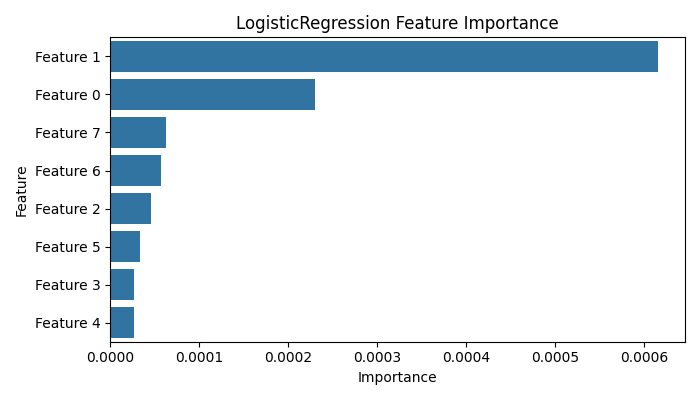 LogisticRegression Feature Importance
Feature
Feature 1
Feature 0
Feature 7
Feature 6
Feature 2
Feature 5
Feature 3
Feature 4
0.0000 0.0001 0.0002 0.0003 0.0004 0.0005 0.0006
Importance